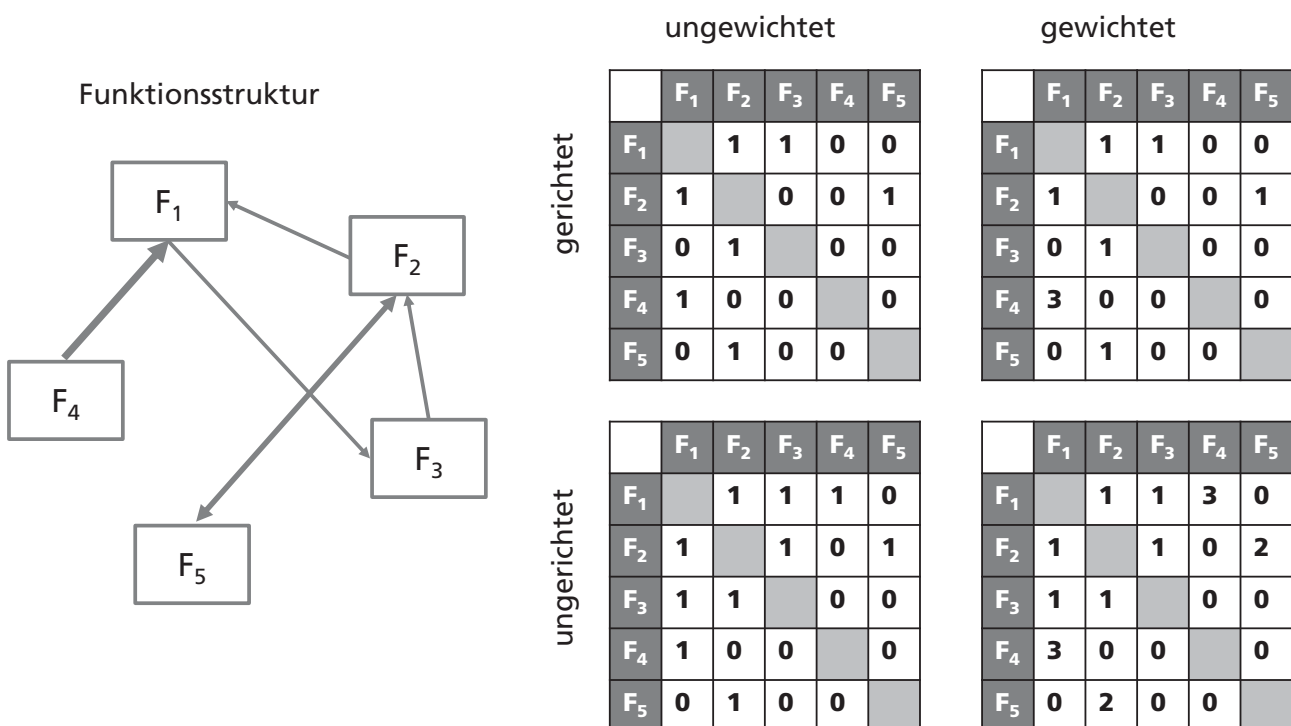 ungewichtet
gewichtet
Funktionsstruktur
F₁
F₂
F₄
F₃
F₅
gerichtet
F₁ F₂ F₃ F₄ F₅
F₁ 1 1 0 0
F₂ 1 0 0 1
F₃ 0 1 0 0
F₄ 1 0 0 0
F₅ 0 1 0 0
F₁ F₂ F₃ F₄ F₅
F₁ 1 1 0 0
F₂ 1 0 0 1
F₃ 0 1 0 0
F₄ 3 0 0 0
F₅ 0 1 0 0
ungerichtet
F₁ F₂ F₃ F₄ F₅
F₁ 1 1 1 0
F₂ 1 1 0 1
F₃ 1 1 0 0
F₄ 1 0 0 0
F₅ 0 1 0 0
F₁ F₂ F₃ F₄ F₅
F₁ 1 1 3 0
F₂ 1 1 0 2
F₃ 1 1 0 0
F₄ 3 0 0 0
F₅ 0 2 0 0